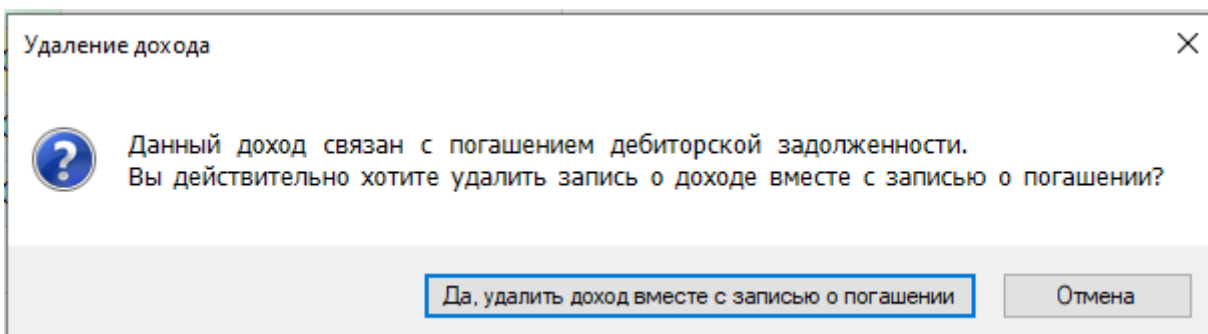 Удаление дохода
Данный доход связан с погашением дебиторской задолженности.
Вы действительно хотите удалить запись о доходе вместе с записью о погашении?
Да, удалить доход вместе с записью о погашении
Отмена